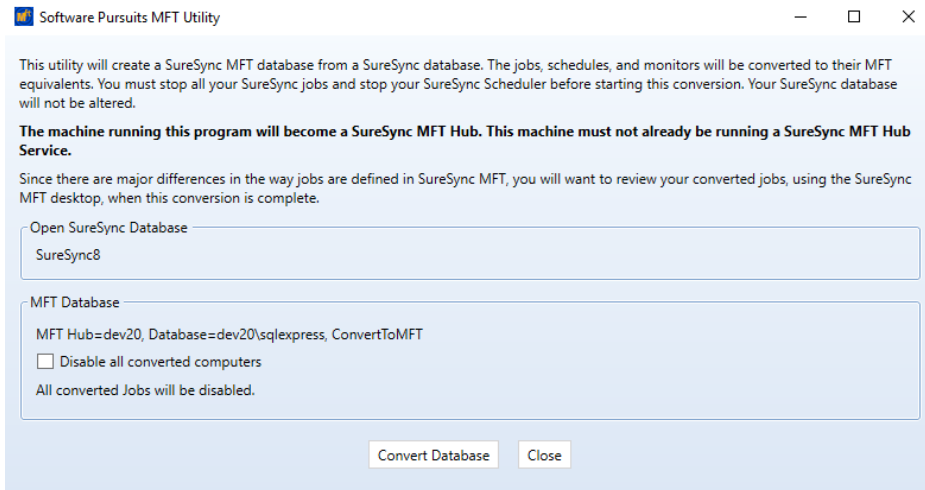 Software Pursuits MFT Utility
This utility will create a SureSync MFT database from a SureSync database. The jobs, schedules, and monitors will be converted to their MFT
equivalents. You must stop all your SureSync jobs and stop your SureSync Scheduler before starting this conversion. Your SureSync database
will not be altered.
The machine running this program will become a SureSync MFT Hub. This machine must not already be running a SureSync MFT Hub
Service.
Since there are major differences in the way jobs are defined in SureSync MFT, you will want to review your converted jobs, using the SureSync
MFT desktop, when this conversion is complete.
Open SureSync Database
SureSync8
MFT Database
MFT Hub=dev20, Database=dev20\sqlexpress, ConvertToMFT
Disable all converted computers
All converted Jobs will be disabled.
Convert Database Close